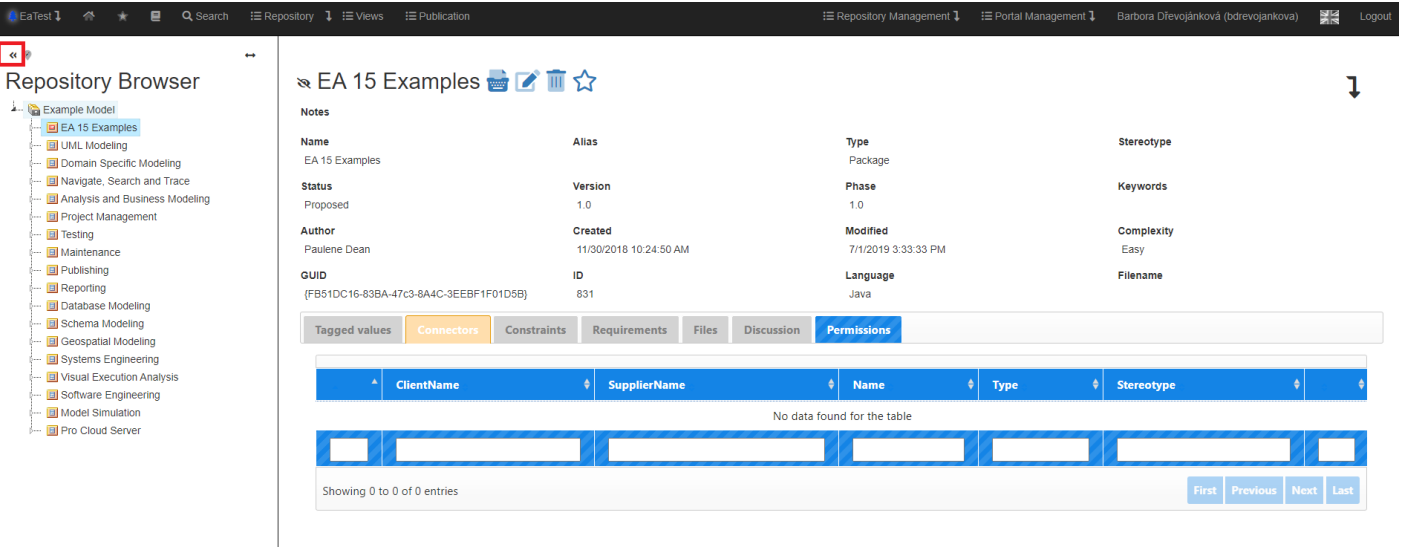 EaTest Search Repository Views Publication Repository Management Portal Management Barbora Dřevojánková (bdrevojankova) Logout
«
Repository Browser
Example Model
EA 15 Examples
UML Modeling
Domain Specific Modeling
Navigate, Search and Trace
Analysis and Business Modeling
Project Management
Testing
Maintenance
Publishing
Reporting
Database Modeling
Schema Modeling
Geospatial Modeling
Systems Engineering
Visual Execution Analysis
Software Engineering
Model Simulation
Pro Cloud Server
EA 15 Examples
Notes
Name Alias Type Stereotype
EA 15 Examples Package
Status Version Phase Keywords
Proposed 1.0 1.0
Author Created Modified Complexity
Paulene Dean 11/30/2018 10:24:50 AM 7/1/2019 3:33:33 PM Easy
GUID ID Language Filename
{FB51DC16-83BA-47c3-8A4C-3EEBF1F01D5B} 831 Java
Tagged values Connectors Constraints Requirements Files Discussion Permissions
ClientName SupplierName Name Type Stereotype
No data found for the table
Showing 0 to 0 of 0 entries First Previous Next Last